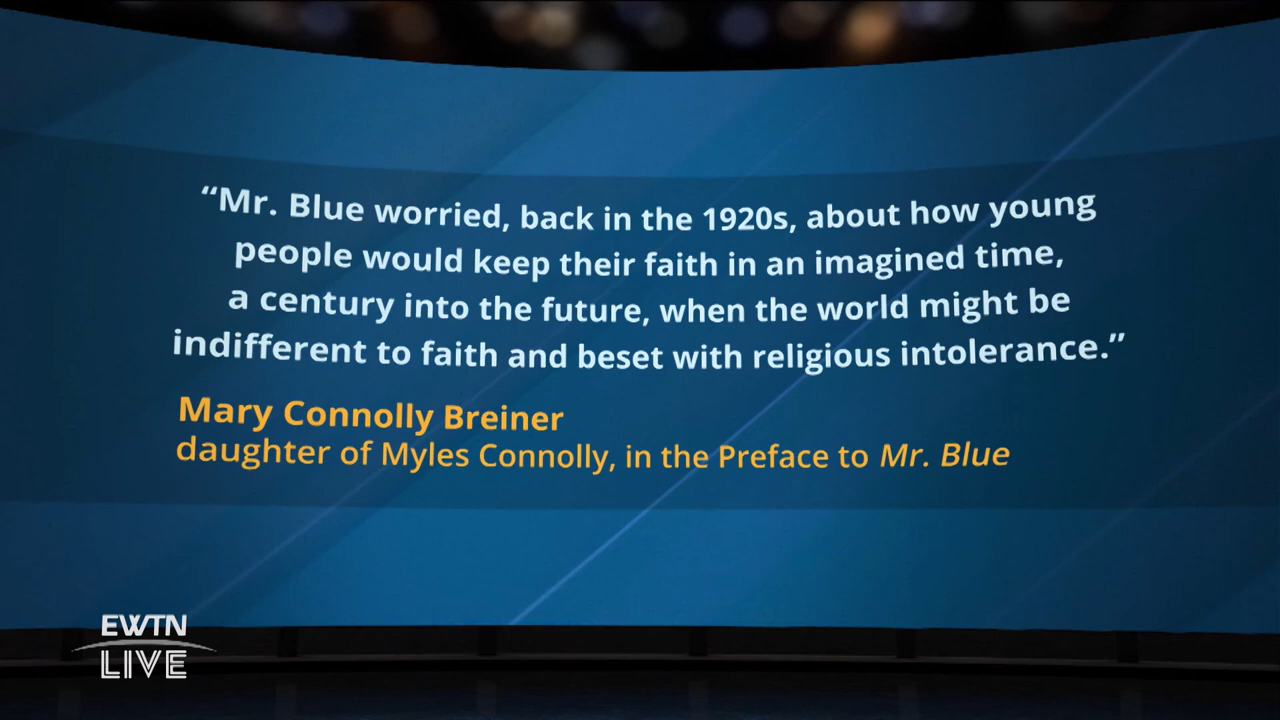 “Mr. Blue worried, back in the 1920s, about how young
people would keep their faith in an imagined time,
a century into the future, when the world might be
indifferent to faith and beset with religious intolerance.”
Mary Connolly Breiner
daughter of Myles Connolly, in the Preface to Mr. Blue
EWTN
LIVE